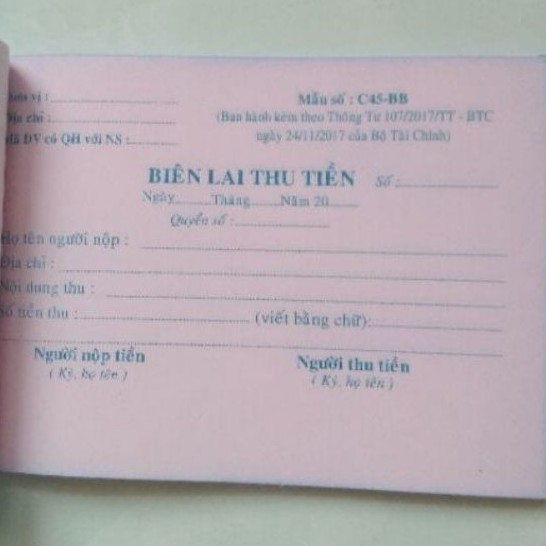 Đơn vị :
Địa chỉ :
Mã ĐV có QH với NS :
Mẫu số : C45-BB
(Ban hành kèm theo Thông Tư 107/2017/TT - BTC
ngày 24/11/2017 của Bộ Tài Chính)
BIÊN LAI THU TIỀN Số :
Ngày Tháng Năm 20
Quyển số :
Họ tên người nộp :
Địa chỉ :
Nội dung thu :
Số tiền thu : (viết bằng chữ):
Người nộp tiền
( Ký, họ tên )
Người thu tiền
( Ký, họ tên )